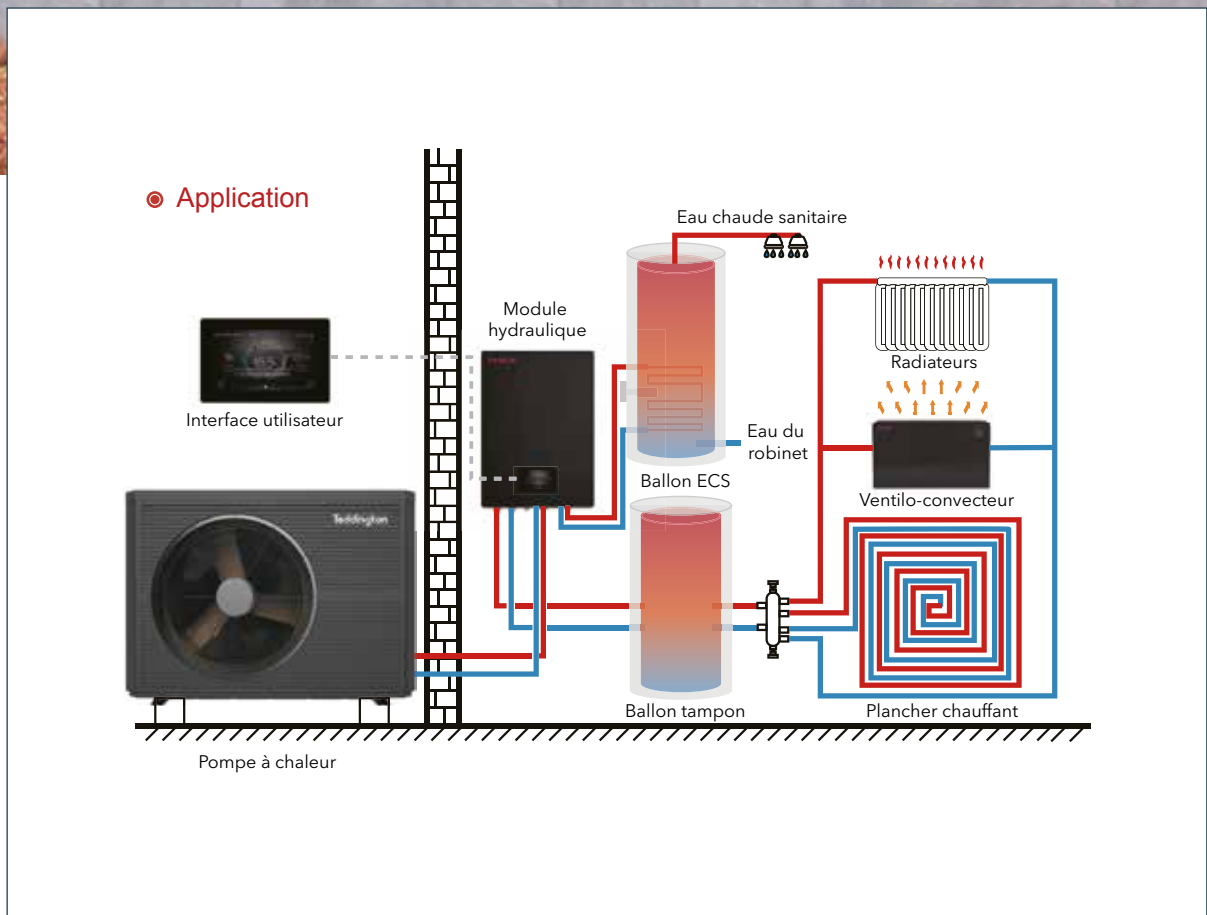 Application
Eau chaude sanitaire
Module
hydraulique
Interface utilisateur
Radiateurs
Eau du
robinet
Ballon ECS
Ventilo-convecteur
Teddington
Ballon tampon
Plancher chauffant
Pompe à chaleur